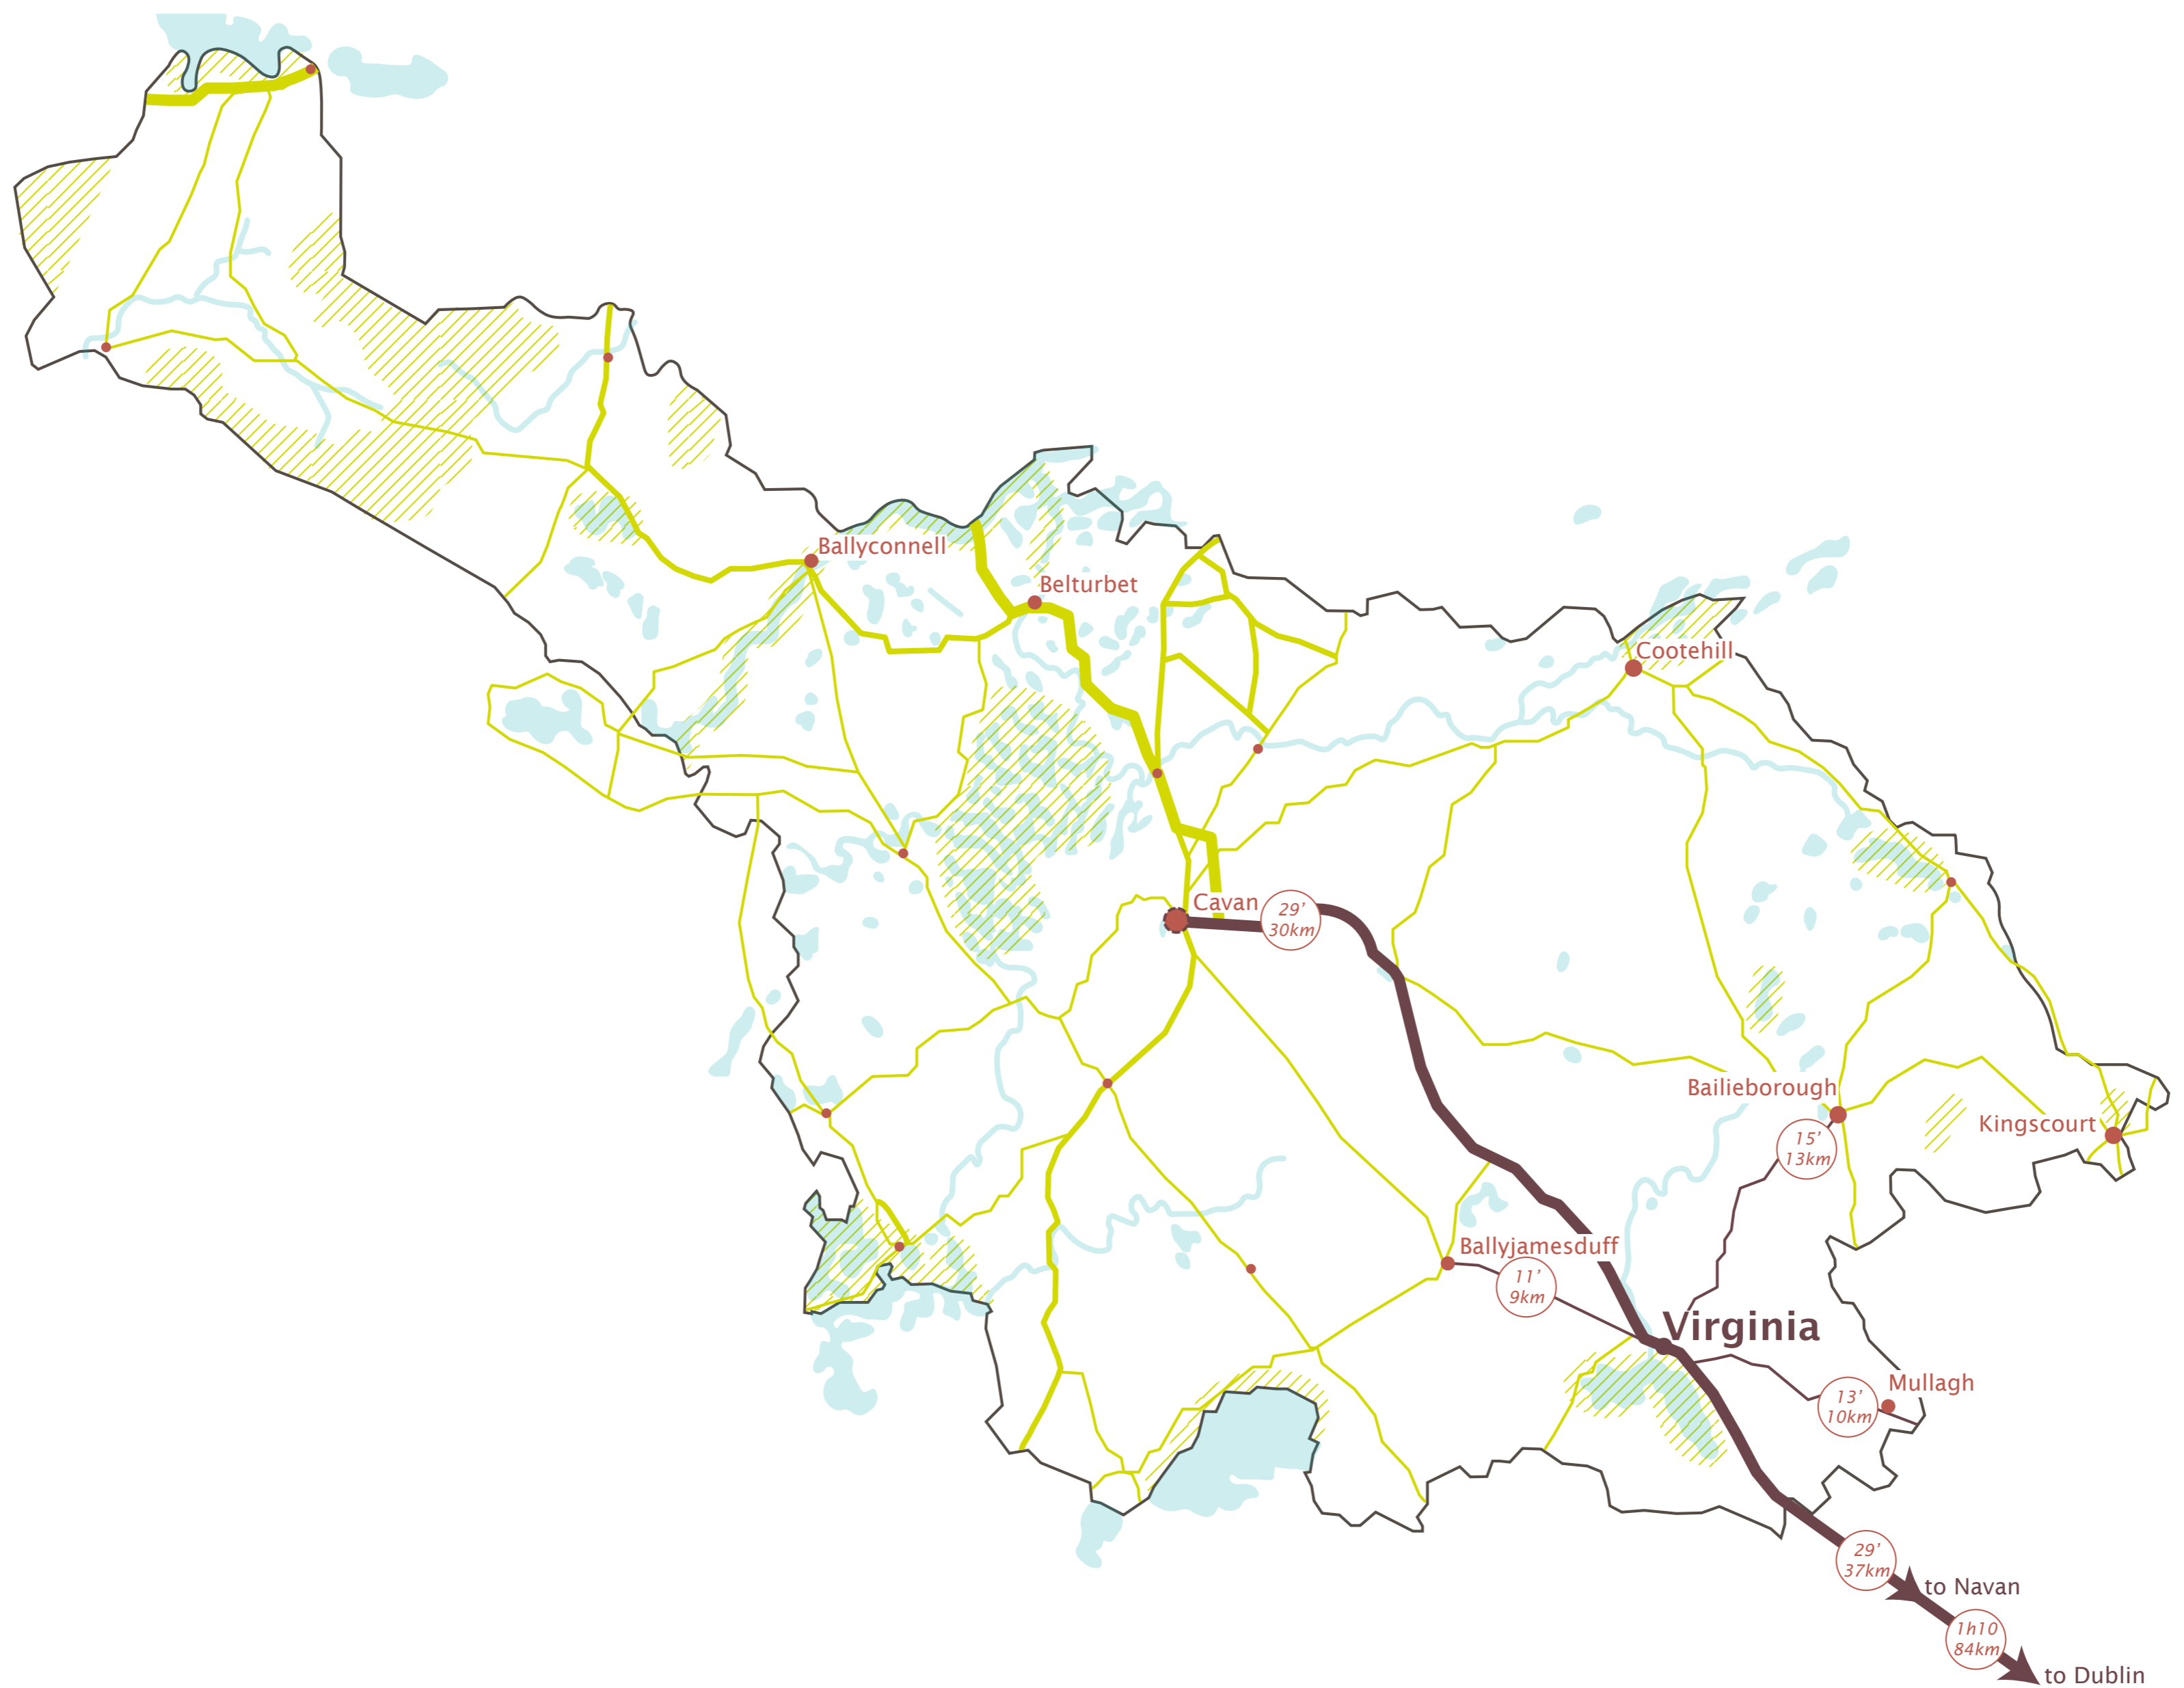 Ballyconnell
Belturbet
Cootehill
Cavan
29’
30km
Bailieborough
Kingscourt
15’
13km
Ballyjamesduff
11’
9km
Virginia
Mullagh
13’
10km
29’
37km
to Navan
1h10
84km
to Dublin